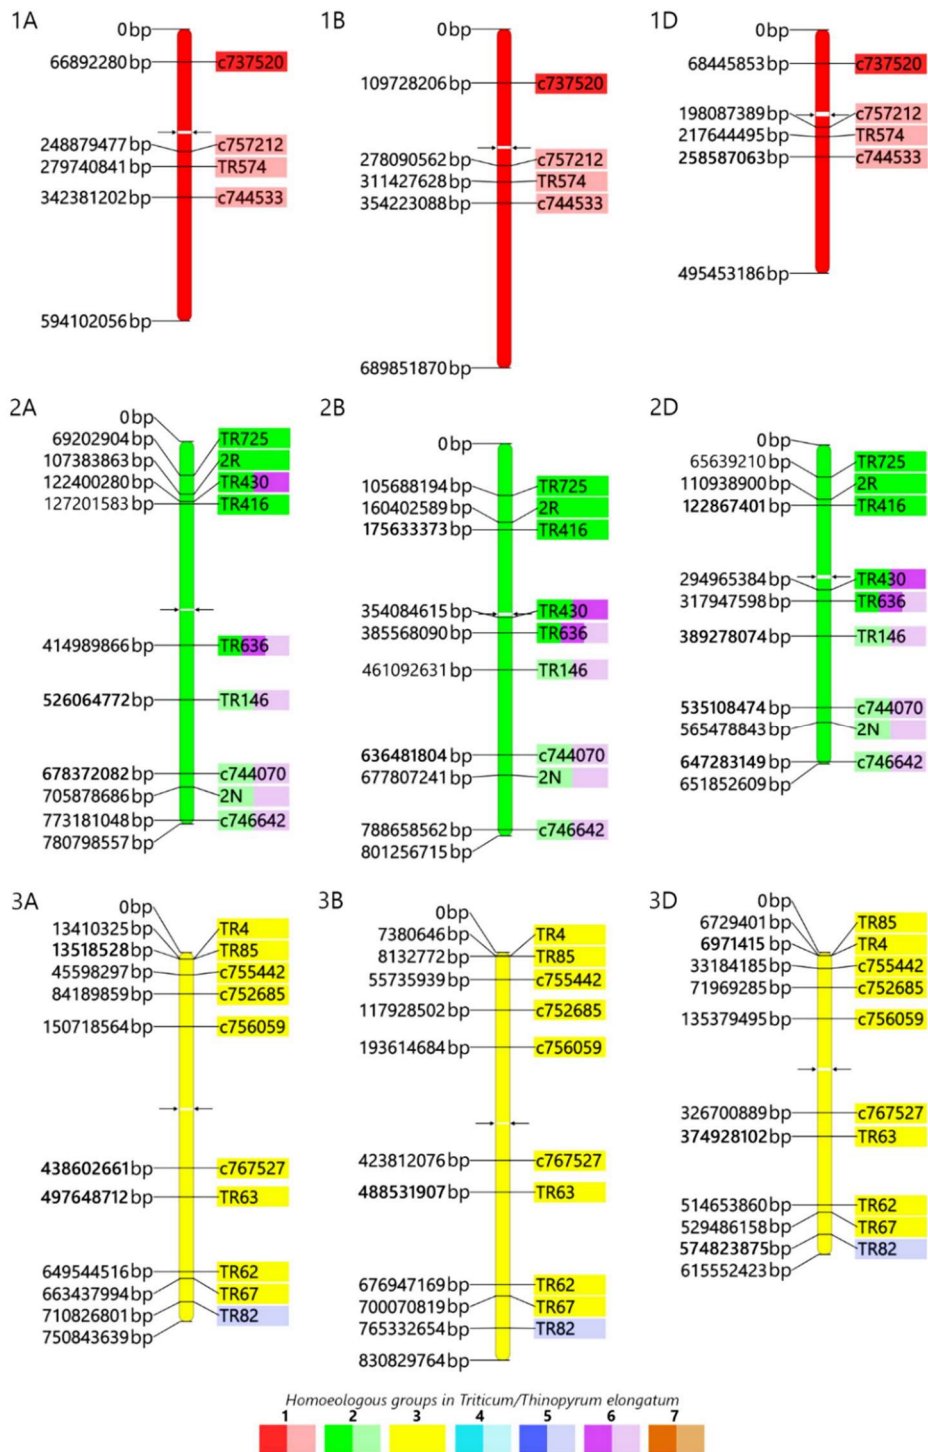 1A
0bp
66892280bp c737520
248879477bp c757212
279740841bp TR574
342381202bp c744533
594102056bp
1B
0bp
109728206bp c737520
278090562bp c757212
311427628bp TR574
354223088bp c744533
689851870bp
1D
0bp
68445853bp c737520
198087389bp c757212
217644495bp TR574
258587063bp c744533
495453186bp
2A
0bp
69202904bp TR725
107383863bp 2R
122400280bp TR430
127201583bp TR416
414989866bp TR636
526064772bp TR146
678372082bp c744070
705878686bp 2N
773181048bp c746642
780798557bp
2B
0bp
105688194bp TR725
160402589bp 2R
175633373bp TR416
354084615bp TR430
385568090bp TR636
461092631bp TR146
636481804bp c744070
677807241bp 2N
788658562bp c746642
801256715bp
2D
0bp
65639210bp TR725
110938900bp 2R
122867401bp TR416
294965384bp TR430
317947598bp TR636
389278074bp TR146
535108474bp c744070
565478843bp 2N
647283149bp c746642
651852609bp
3A
0bp
13410325bp TR4
13518528bp TR85
45598297bp c755442
84189859bp c752685
150718564bp c756059
438602661bp c767527
497648712bp TR63
649544516bp TR62
663437994bp TR67
710826801bp TR82
750843639bp
3B
0bp
7380646bp TR4
8132772bp TR85
55735939bp c755442
117928502bp c752685
193614684bp c756059
423812076bp c767527
488531907bp TR63
676947169bp TR62
700070819bp TR67
765332654bp TR82
830829764bp
3D
0bp
6729401bp TR85
6971415bp TR4
33184185bp c755442
71969285bp c752685
135379495bp c756059
326700889bp c767527
374928102bp TR63
514653860bp TR62
529486158bp TR67
574823875bp TR82
615552423bp
Homoeologous groups in Triticum/Thinopyrum elongatum
1 2 3 4 5 6 7